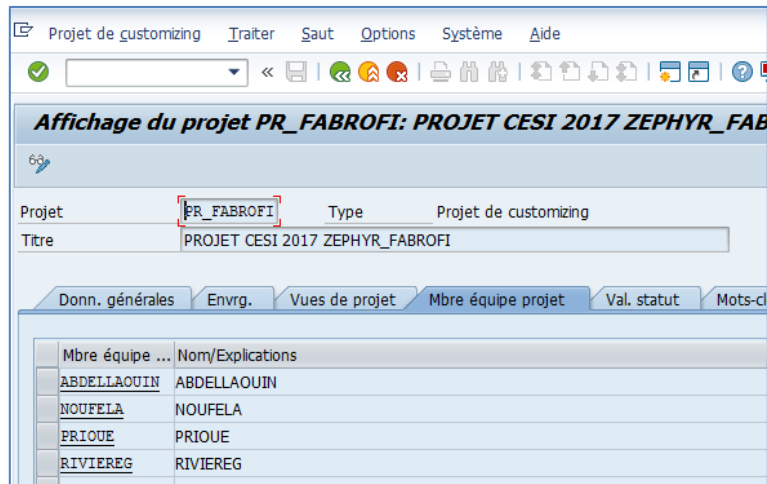 Projet de customizing Traiter Saut Options Système Aide
Affichage du projet PR_FABROFI: PROJET CESI 2017 ZEPHYR_FAB
Projet PR_FABROFI Type Projet de customizing
Titre PROJET CESI 2017 ZEPHYR_FABROFI
Donn. générales Envrg. Vues de projet Mbre équipe projet Val. statut Mots-cl
Mbre équipe ... Nom/Explications
ABDELLAOUIN ABDELLAOUIN
NOUFELA NOUFELA
PRIOUE PRIOUE
RIVIEREG RIVIEREG